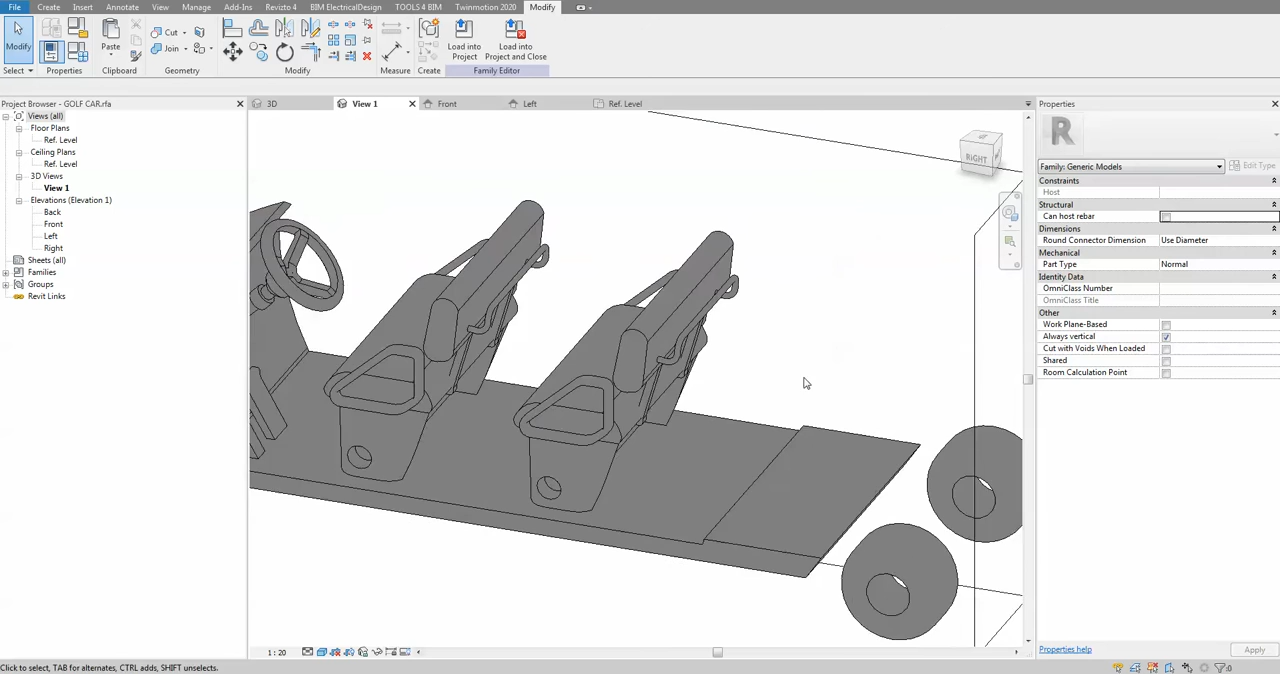 File Create Insert Annotate View Manage Add-Ins Revizto 4 BIM ElectricalDesign TOOLS 4 BIM Twinmotion 2020 Modify
Modify
Paste
Cut
Join
Load into Project
Load into Project and Close
Select Properties Clipboard Geometry Modify Measure Create Family Editor
Project Browser - GOLF CAR.rfa
3D View 1 Front Left Ref. Level
Properties
Views (all)
Floor Plans
Ref. Level
Ceiling Plans
Ref. Level
3D Views
View 1
Elevations (Elevation 1)
Back
Front
Left
Right
Sheets (all)
Families
Groups
Revit Links
RIGHT
R
Family: Generic Models Edit Type
Constraints
Host
Structural
Can host rebar
Dimensions
Round Connector Dimension Use Diameter
Mechanical
Part Type Normal
Identity Data
OmniClass Number
OmniClass Title
Other
Work Plane-Based
Always vertical
Cut with Voids When Loaded
Shared
Room Calculation Point
1 : 20
Properties help Apply
Click to select, TAB for alternates, CTRL adds, SHIFT unselects.
:0